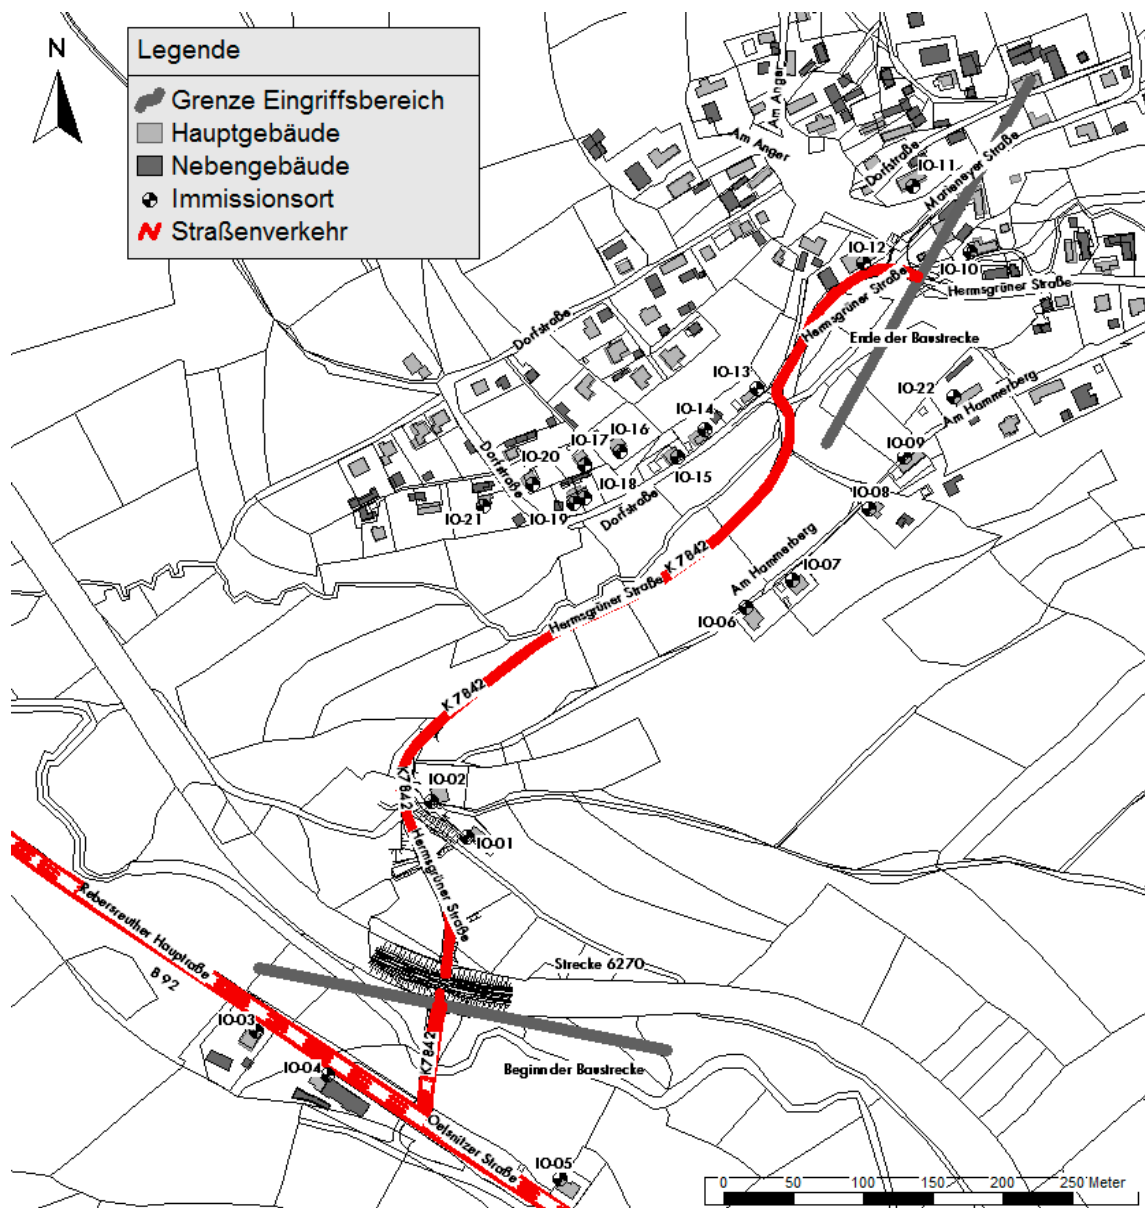 N
Legende
Grenze Eingriffsbereich
Hauptgebäude
Nebengebäude
Immissionsort
Straßenverkehr
Am Anger
Am Anger
Dorfstraße
IO-11
Marieneyer Straße
IO-12
IO-10
Hermsgrüner Straße
Hermsgrüner Straße
Dorfstraße
Ende der Baustrecke
IO-13
IO-22
Am Hammerberg
IO-14
IO-16
IO-17
IO-09
Dorfstraße
IO-20
IO-15
IO-18
IO-08
IO-21
IO-19
Dorfstraße
K 7842
Am Hammerberg
IO-07
Hermsgrüner Straße
IO-06
K 7842
K7842
IO-02
IO-01
Hermsgrüner Straße
Rebersreuther Hauptraße
B 92
Strecke 6270
IO-03
K7842
IO-04
Beginn der Baustrecke
Oelsnitzer Straße
IO-05
0 50 100 150 200 250 Meter